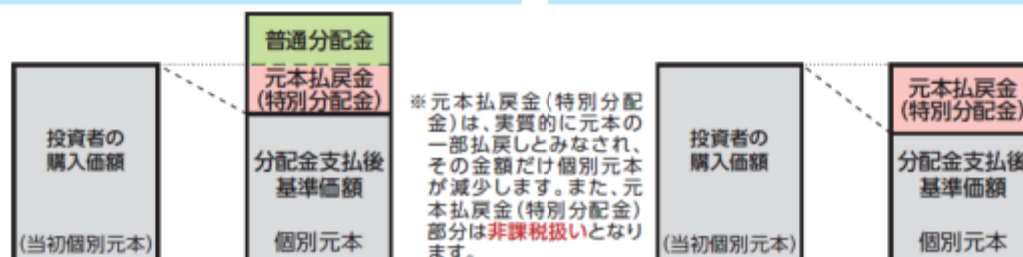 普通分配金
元本払戻金
(特別分配金)
投資者の
購入価額
(当初個別元本)
分配金支払後
基準価額
個別元本
※元本払戻金(特別分配
金)は、実質的に元本の
一部払戻しとみなされ、
その金額だけ個別元本
が減少します。また、元
本払戻金(特別分配金)
部分は非課税扱いとなり
ます。
投資者の
購入価額
(当初個別元本)
元本払戻金
(特別分配金)
分配金支払後
基準価額
個別元本